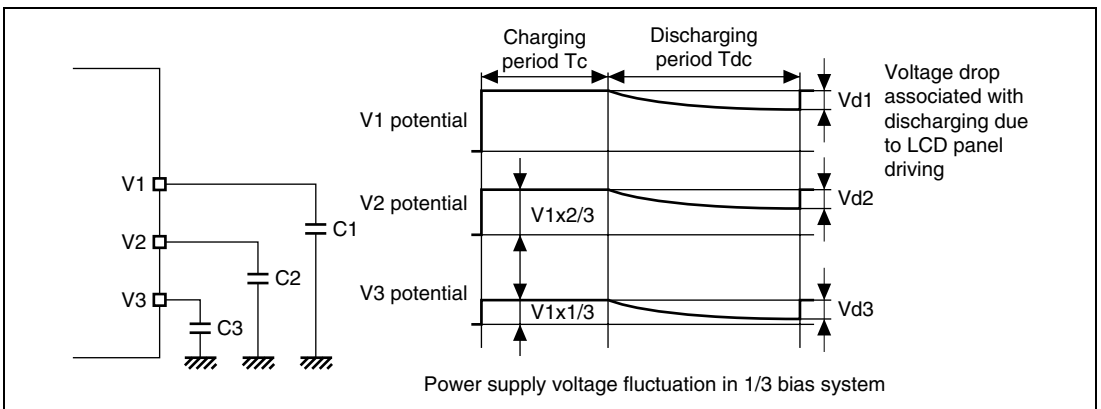 Charging
period Tc
Discharging
period Tdc
V1 potential
Vd1
Voltage drop
associated with
discharging due
to LCD panel
driving
V1
V2
V3
C1
C2
C3
V2 potential
V1x2/3
Vd2
V3 potential
V1x1/3
Vd3
Power supply voltage fluctuation in 1/3 bias system